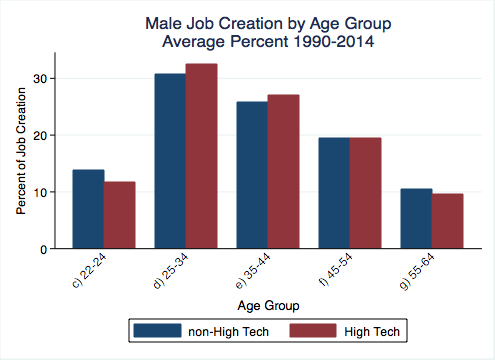 Male Job Creation by Age Group
Average Percent 1990-2014
Percent of Job Creation
30
20
10
0
c) 22-24
d) 25-34
e) 35-44
f) 45-54
g) 55-64
Age Group
non-High Tech
High Tech